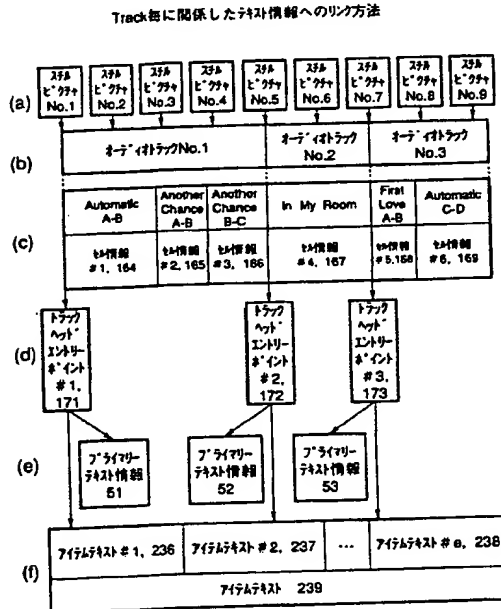 Track毎に関係したテキスト情報へのリンク方法
(a)
スチル
ピクチャ
No.1
スチル
ピクチャ
No.2
スチル
ピクチャ
No.3
スチル
ピクチャ
No.4
スチル
ピクチャ
No.5
スチル
ピクチャ
No.6
スチル
ピクチャ
No.7
スチル
ピクチャ
No.8
スチル
ピクチャ
No.9
(b)
オーディオトラックNo.1
オーディオトラック
No.2
オーディオトラック
No.3
(c)
Automatic
A-B
Another
Chance
A-B
Another
Chance
B-C
In My Room
First
Love
A-B
Automatic
C-D
セル情報
#1, 164
セル情報
#2, 165
セル情報
#3, 166
セル情報
#4, 167
セル情報
#5,168
セル情報
#6, 169
(d)
トラック
ヘッド
エントリー
ポイント
#1,
171
トラック
ヘッド
エントリー
ポイント
#2,
172
トラック
ヘッド
エントリー
ポイント
#3,
173
(e)
プライマリー
テキスト情報
51
プライマリー
テキスト情報
52
プライマリー
テキスト情報
53
(f)
アイテムテキスト#1, 236
アイテムテキスト#2, 237
...
アイテムテキスト#e, 238
アイテムテキスト 239